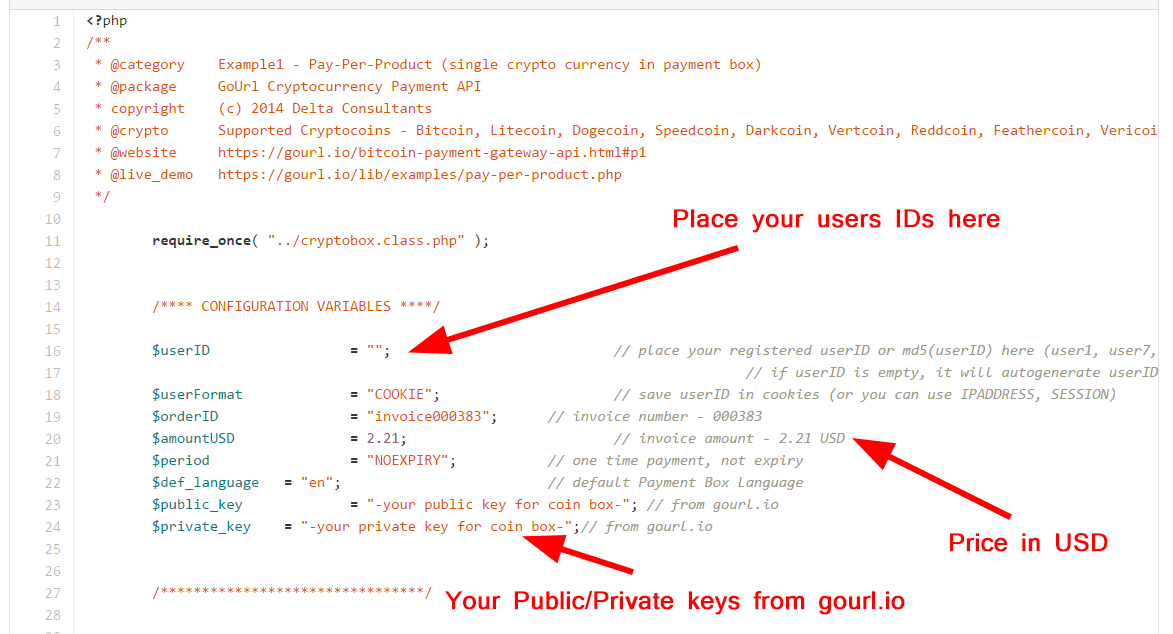 1 <?php
2 /**
3 * @category Example1 - Pay-Per-Product (single crypto currency in payment box)
4 * @package GoUrl Cryptocurrency Payment API
5 * copyright (c) 2014 Delta Consultants
6 * @crypto Supported Cryptocoins - Bitcoin, Litecoin, Dogecoin, Speedcoin, Darkcoin, Vertcoin, Reddcoin, Feathercoin, Vericoi
7 * @website https://gourl.io/bitcoin-payment-gateway-api.html#p1
8 * @live_demo https://gourl.io/lib/examples/pay-per-product.php
9 */
10
Place your users IDs here
11 require_once( "../cryptobox.class.php" );
12
13
14 /**** CONFIGURATION VARIABLES ****/
15
16 $userID = ""; // place your registered userID or md5(userID) here (user1, user7,
17 // if userID is empty, it will autogenerate userID
18 $userFormat = "COOKIE"; // save userID in cookies (or you can use IPADDRESS, SESSION)
19 $orderID = "invoice000383"; // invoice number - 000383
20 $amountUSD = 2.21; // invoice amount - 2.21 USD
21 $period = "NOEXPIRY"; // one time payment, not expiry
22 $def_language = "en"; // default Payment Box Language
23 $public_key = "-your public key for coin box-"; // from gourl.io
24 $private_key = "-your private key for coin box-";// from gourl.io
25
Price in USD
26
27 /********************************/
Your Public/Private keys from gourl.io
28